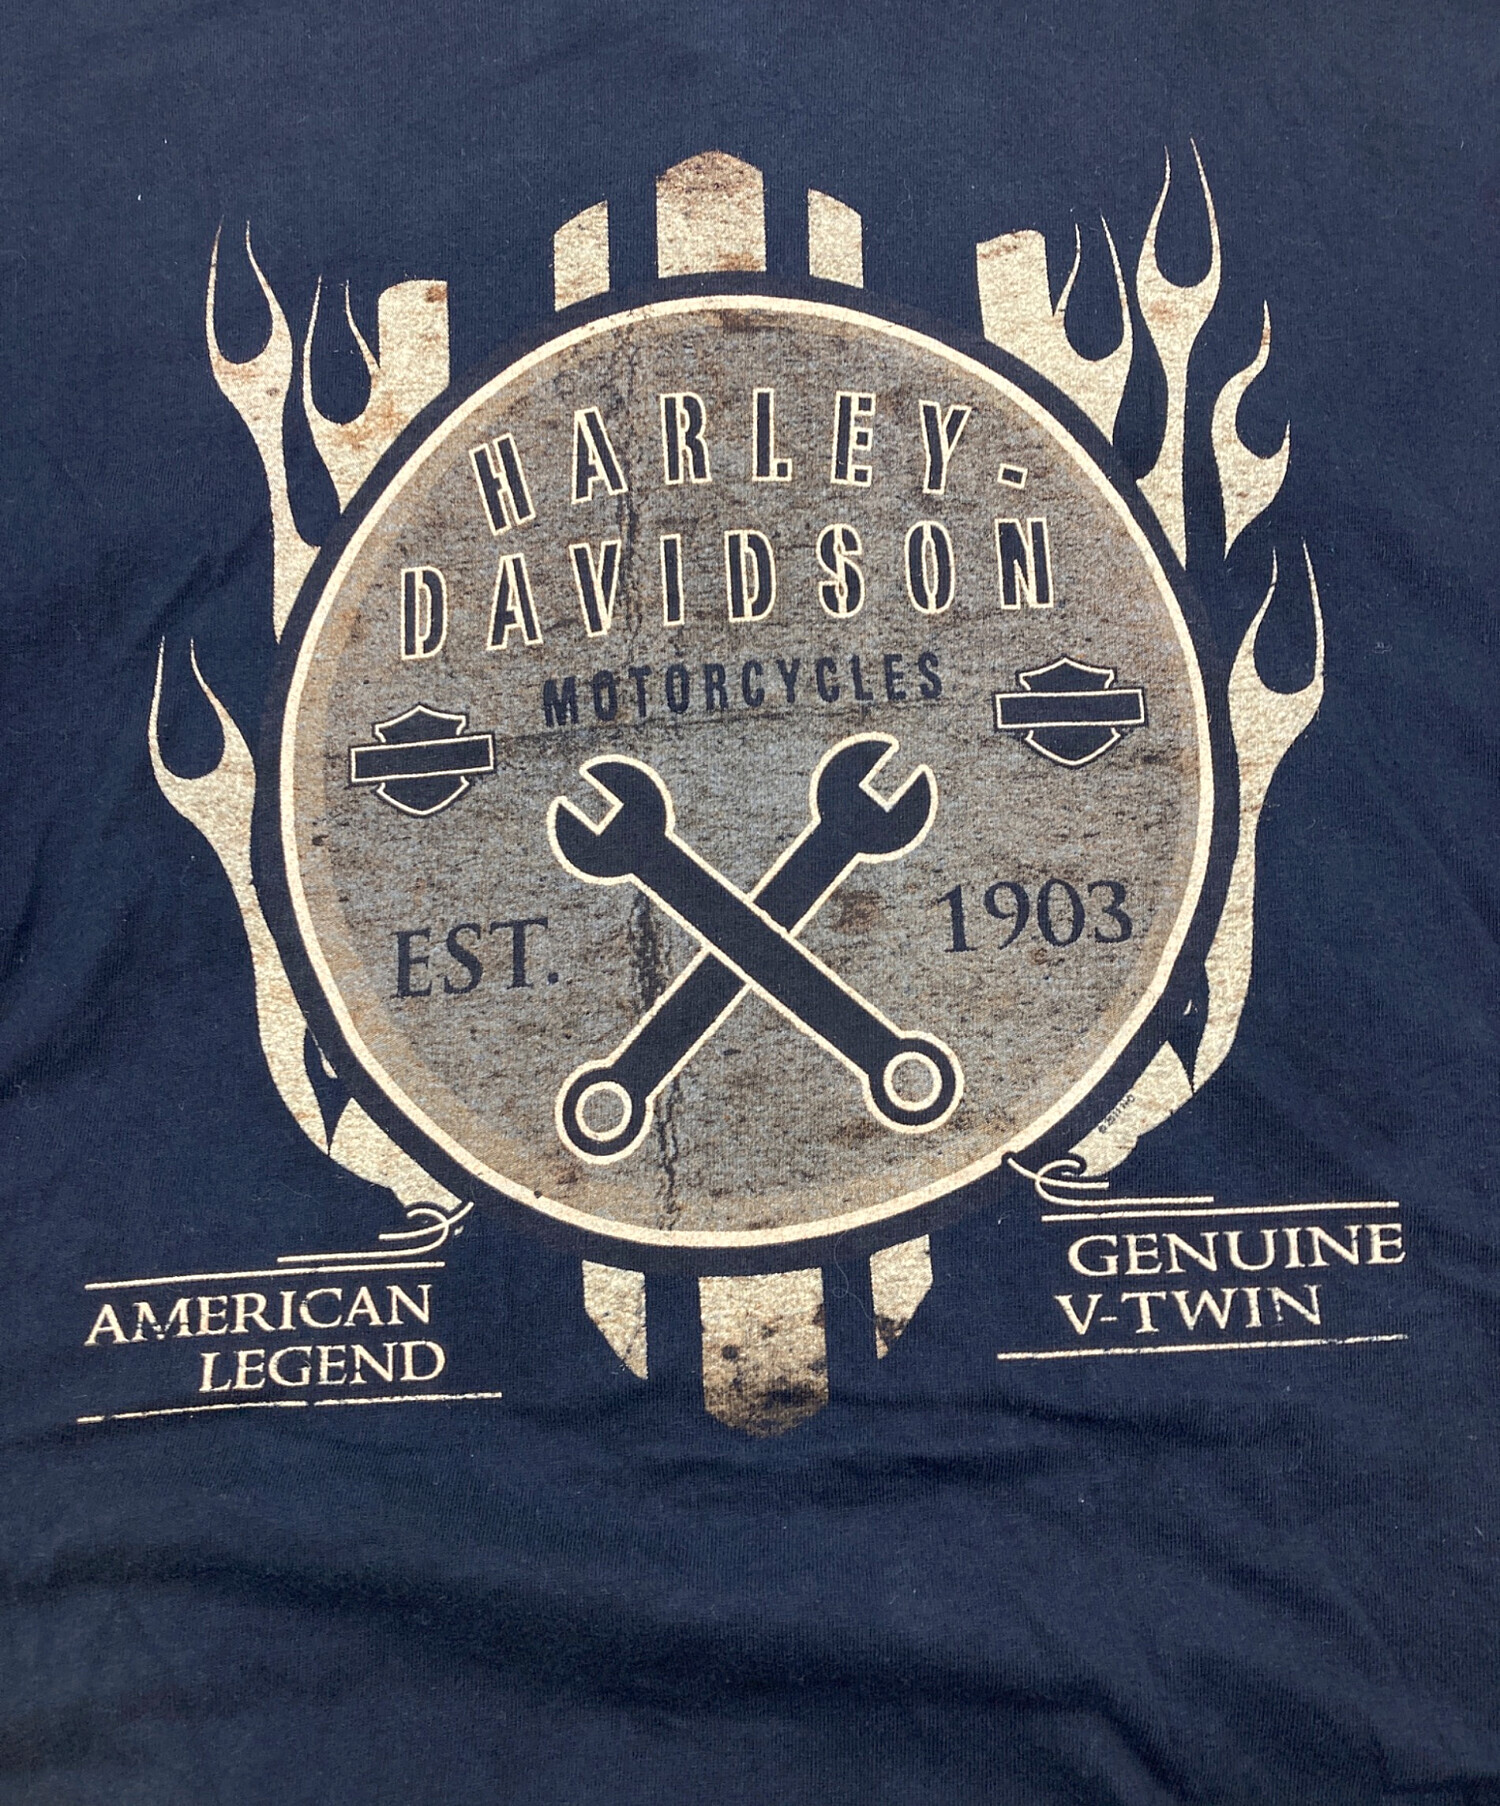 HARLEY-
DAVIDSON
MOTORCYCLES
EST. 1903
AMERICAN
LEGEND
GENUINE
V-TWIN